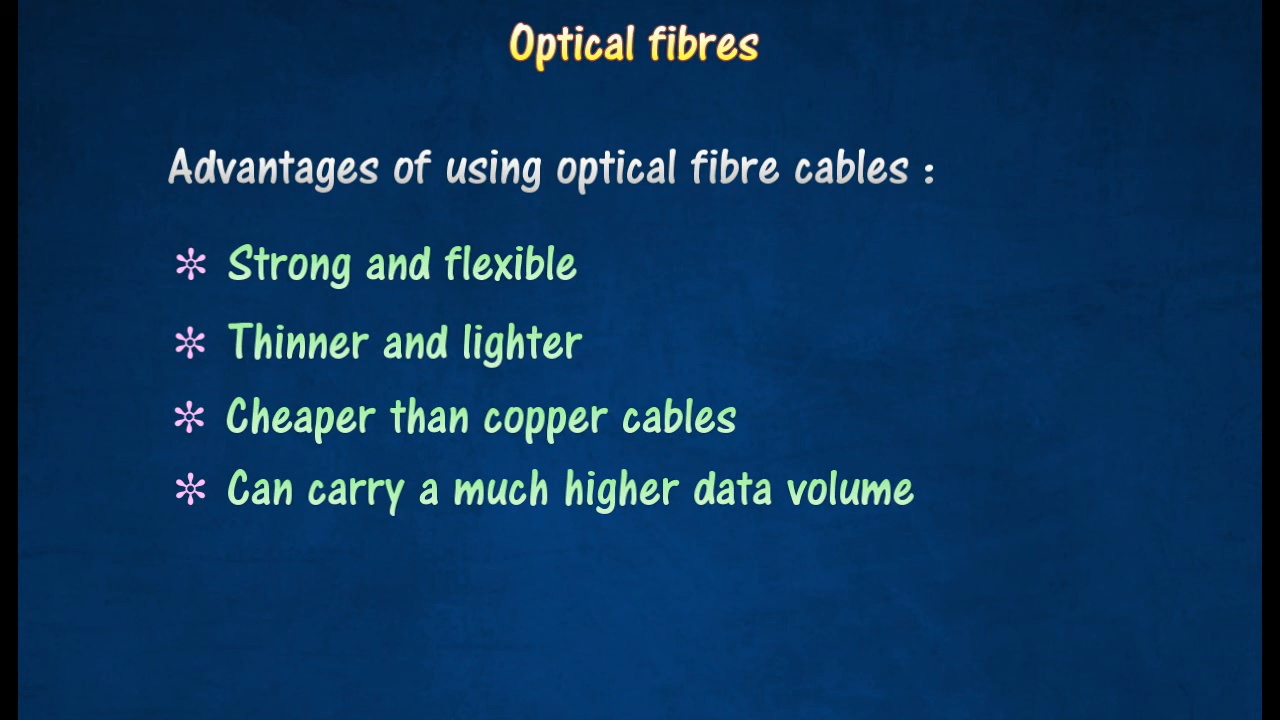 Optical fibres
Advantages of using optical fibre cables :
✼ Strong and flexible
✼ Thinner and lighter
✼ Cheaper than copper cables
✼ Can carry a much higher data volume